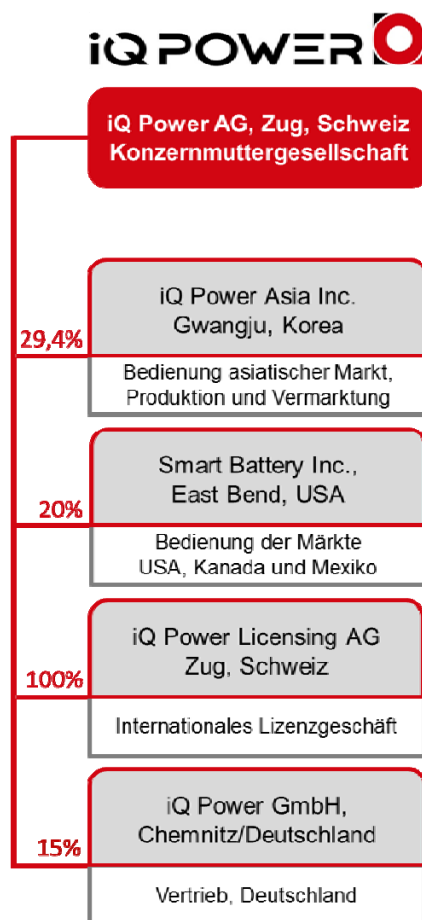 iQ POWER
iQ Power AG, Zug, Schweiz
Konzernmuttergesellschaft
iQ Power Asia Inc.
Gwangju, Korea
29,4%
Bedienung asiatischer Markt,
Produktion und Vermarktung
Smart Battery Inc.,
East Bend, USA
20%
Bedienung der Märkte
USA, Kanada und Mexiko
iQ Power Licensing AG
Zug, Schweiz
100%
Internationales Lizenzgeschäft
iQ Power GmbH,
Chemnitz/Deutschland
15%
Vertrieb, Deutschland